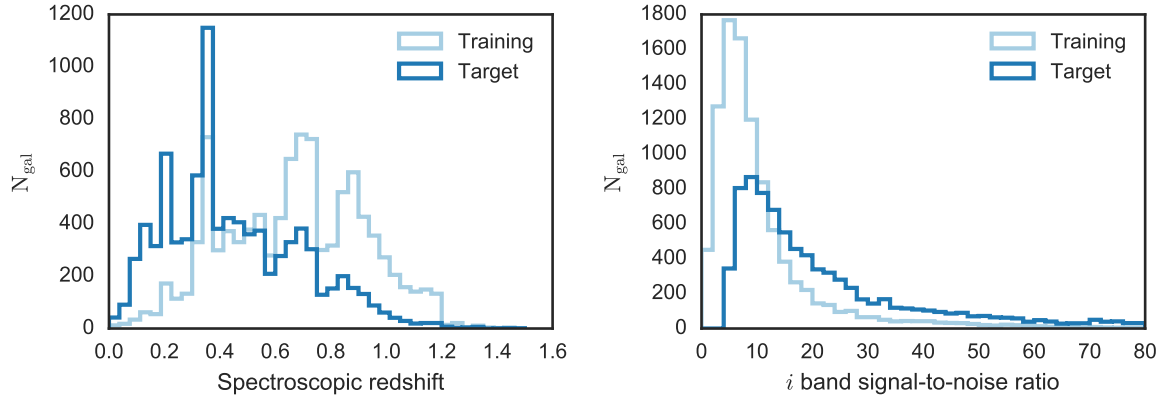 1200
1000
800
600
400
200
0
N_gal
0.0 0.2 0.4 0.6 0.8 1.0 1.2 1.4 1.6
Spectroscopic redshift
Training
Target
1800
1600
1400
1200
1000
800
600
400
200
0
N_gal
0 10 20 30 40 50 60 70 80
i band signal-to-noise ratio
Training
Target